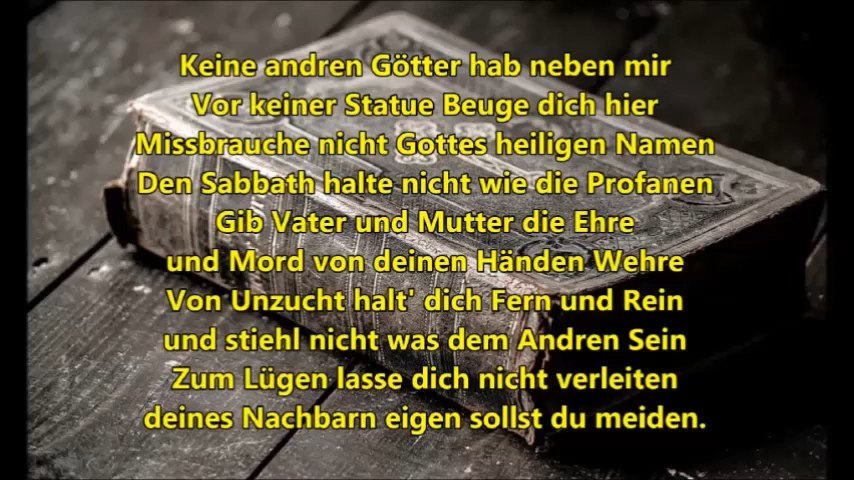 Keine andren Götter hab neben mir
Vor keiner Statue Beuge dich hier
Missbrauche nicht Gottes heiligen Namen
Den Sabbath halte nicht wie die Profanen
Gib Vater und Mutter die Ehre
und Mord von deinen Händen Wehre
Von Unzucht halt' dich Fern und Rein
und stiehl nicht was dem Andren Sein
Zum Lügen lasse dich nicht verleiten
deines Nachbarn eigen sollst du meiden.